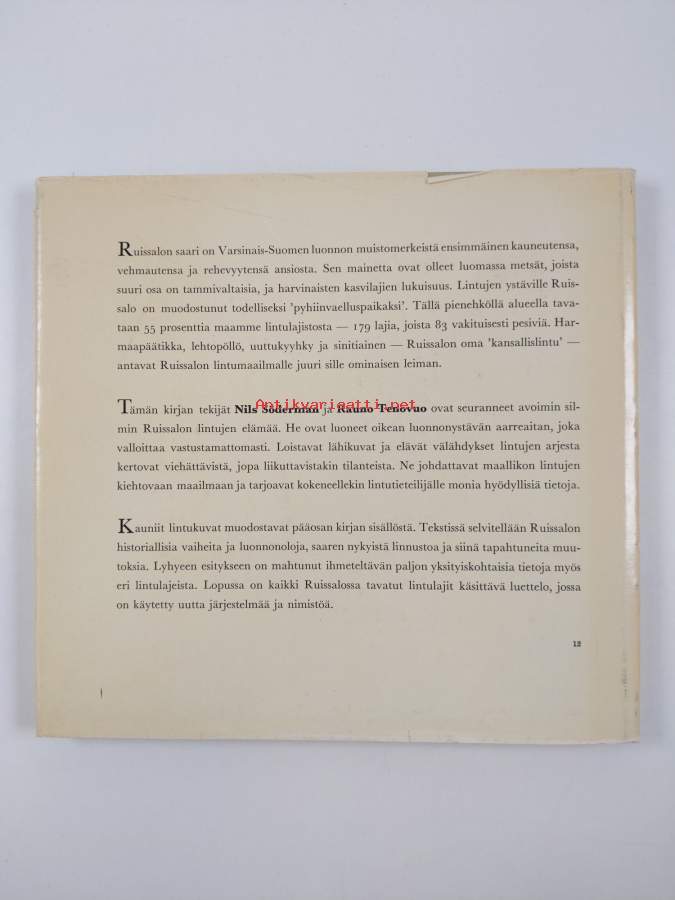 Ruissalon saari on Varsinais-Suomen luonnon muistomerkeistä ensimmäinen kauneutensa,
vehmautensa ja rehevyytensä ansiosta. Sen mainetta ovat olleet luomassa metsät, joista
suuri osa on tammivaltaisia, ja harvinaisten kasvilajien lukuisuus. Lintujen ystäville Ruis-
salo on muodostunut todelliseksi 'pyhiinvaelluspaikaksi'. Tällä pienehköllä alueella tava-
taan 55 prosenttia maamme lintulajistosta — 179 lajia, joista 83 vakituisesti pesiviä. Har-
maapäätikka, lehtopöllö, uuttukyyhky ja sinitiainen — Ruissalon oma 'kansallislintu' —
antavat Ruissalon lintumaailmalle juuri sille ominaisen leiman.
Tämän kirjan tekijät Nils Söderman ja Rauno Tenovuo ovat seuranneet avoimin sil-
Antikvariaatti.net
min Ruissalon lintujen elämää. He ovat luoneet oikean luonnonystävän aarreaitan, joka
valloittaa vastustamattomasti. Loistavat lähikuvat ja elävät välähdykset lintujen arjesta
kertovat viehättävistä, jopa liikuttavistakin tilanteista. Ne johdattavat maallikon lintujen
kiehtovaan maailmaan ja tarjoavat kokeneellekin lintutieteilijälle monia hyödyllisiä tietoja.
Kauniit lintukuvat muodostavat pääosan kirjan sisällöstä. Tekstissä selvitellään Ruissalon
historiallisia vaiheita ja luonnonoloja, saaren nykyistä linnustoa ja siinä tapahtuneita muu-
toksia. Lyhyeen esitykseen on mahtunut ihmeteltävän paljon yksityiskohtaisia tietoja myös
eri lintulajeista. Lopussa on kaikki Ruissalossa tavatut lintulajit käsittävä luettelo, jossa
on käytetty uutta järjestelmää ja nimistöä.
12